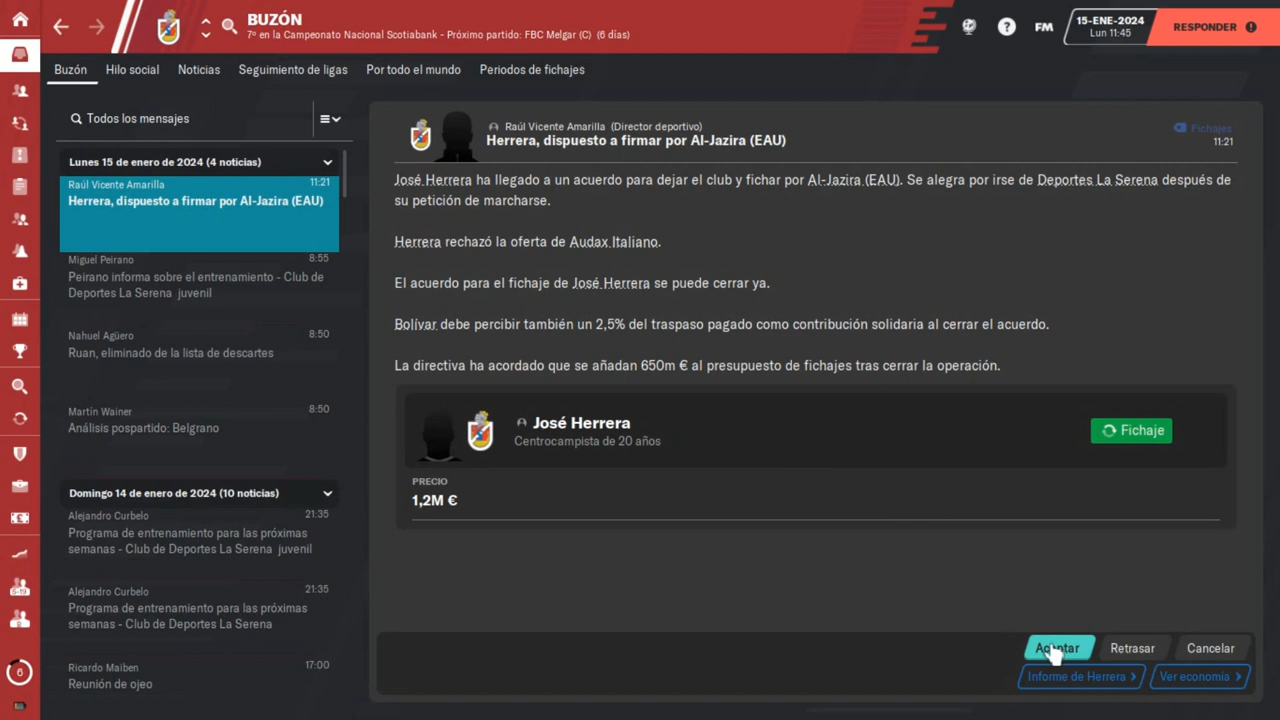 BUZÓN
7º en la Campeonato Nacional Scotiabank - Próximo partido: FBC Melgar (C) (6 días)
FM
15-ENE-2024
Lun 11:45
RESPONDER
Buzón
Hilo social
Noticias
Seguimiento de ligas
Por todo el mundo
Periodos de fichajes
Todos los mensajes
Lunes 15 de enero de 2024 (4 noticias)
Raúl Vicente Amarilla 11:21
Herrera, dispuesto a firmar por Al-Jazira (EAU)
Miguel Peirano 8:55
Peirano informa sobre el entrenamiento - Club de
Deportes La Serena juvenil
Nahuel Agüero 8:50
Ruan, eliminado de la lista de descartes
Martín Wainer 8:50
Análisis pospartido: Belgrano
Domingo 14 de enero de 2024 (10 noticias)
Alejandro Curbelo 21:35
Programa de entrenamiento para las próximas
semanas - Club de Deportes La Serena juvenil
Alejandro Curbelo 21:35
Programa de entrenamiento para las próximas
semanas - Club de Deportes La Serena
Ricardo Maiben 17:00
Reunión de ojeo
6
Raúl Vicente Amarilla (Director deportivo)
Herrera, dispuesto a firmar por Al-Jazira (EAU)
Fichajes
11:21
José Herrera ha llegado a un acuerdo para dejar el club y fichar por Al-Jazira (EAU). Se alegra por irse de Deportes La Serena después de
su petición de marcharse.
Herrera rechazó la oferta de Audax Italiano.
El acuerdo para el fichaje de José Herrera se puede cerrar ya.
Bolívar debe percibir también un 2,5% del traspaso pagado como contribución solidaria al cerrar el acuerdo.
La directiva ha acordado que se añadan 650m € al presupuesto de fichajes tras cerrar la operación.
José Herrera
Centrocampista de 20 años
Fichaje
PRECIO
1,2M €
Aceptar
Retrasar
Cancelar
Informe de Herrera
Ver economía